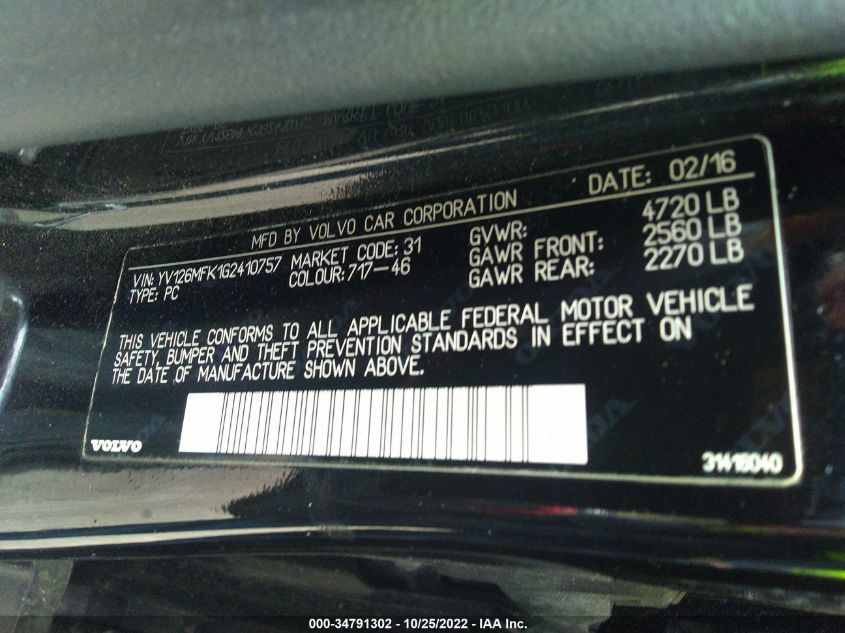 MFD BY VOLVO CAR CORPORATION DATE: 02/16
VIN: YV126MFK1G2410757 MARKET CODE: 31 GVWR: 4720 LB
TYPE: PC COLOUR: 717-46 GAWR FRONT: 2560 LB
GAWR REAR: 2270 LB
THIS VEHICLE CONFORMS TO ALL APPLICABLE FEDERAL MOTOR VEHICLE
SAFETY, BUMPER AND THEFT PREVENTION STANDARDS IN EFFECT ON
THE DATE OF MANUFACTURE SHOWN ABOVE.
VOLVO
31416040
000-34791302 - 10/25/2022 - IAA Inc.